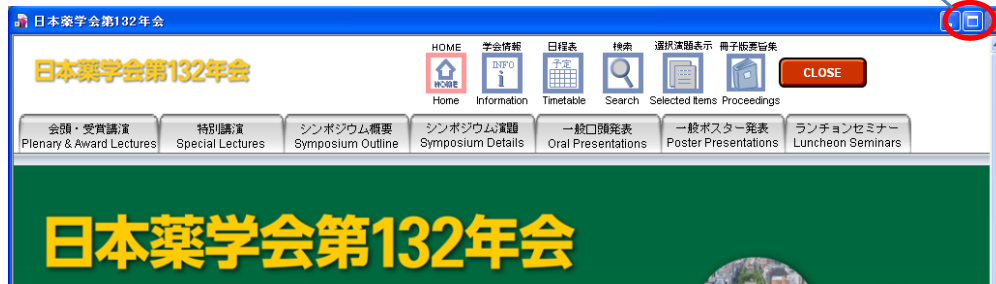 日本薬学会第132年会
日本薬学会第132年会
HOME 学会情報 日程表 検索 選択演題表示 冊子版要旨集
INFO 予定
HOME
Home Information Timetable Search Selected Items Proceedings
CLOSE
会頭・受賞講演 特別講演 シンポジウム概要 シンポジウム演題 一般口頭発表 一般ポスター発表 ランチョンセミナー
Plenary & Award Lectures Special Lectures Symposium Outline Symposium Details Oral Presentations Poster Presentations Luncheon Seminars
日本薬学会第132年会